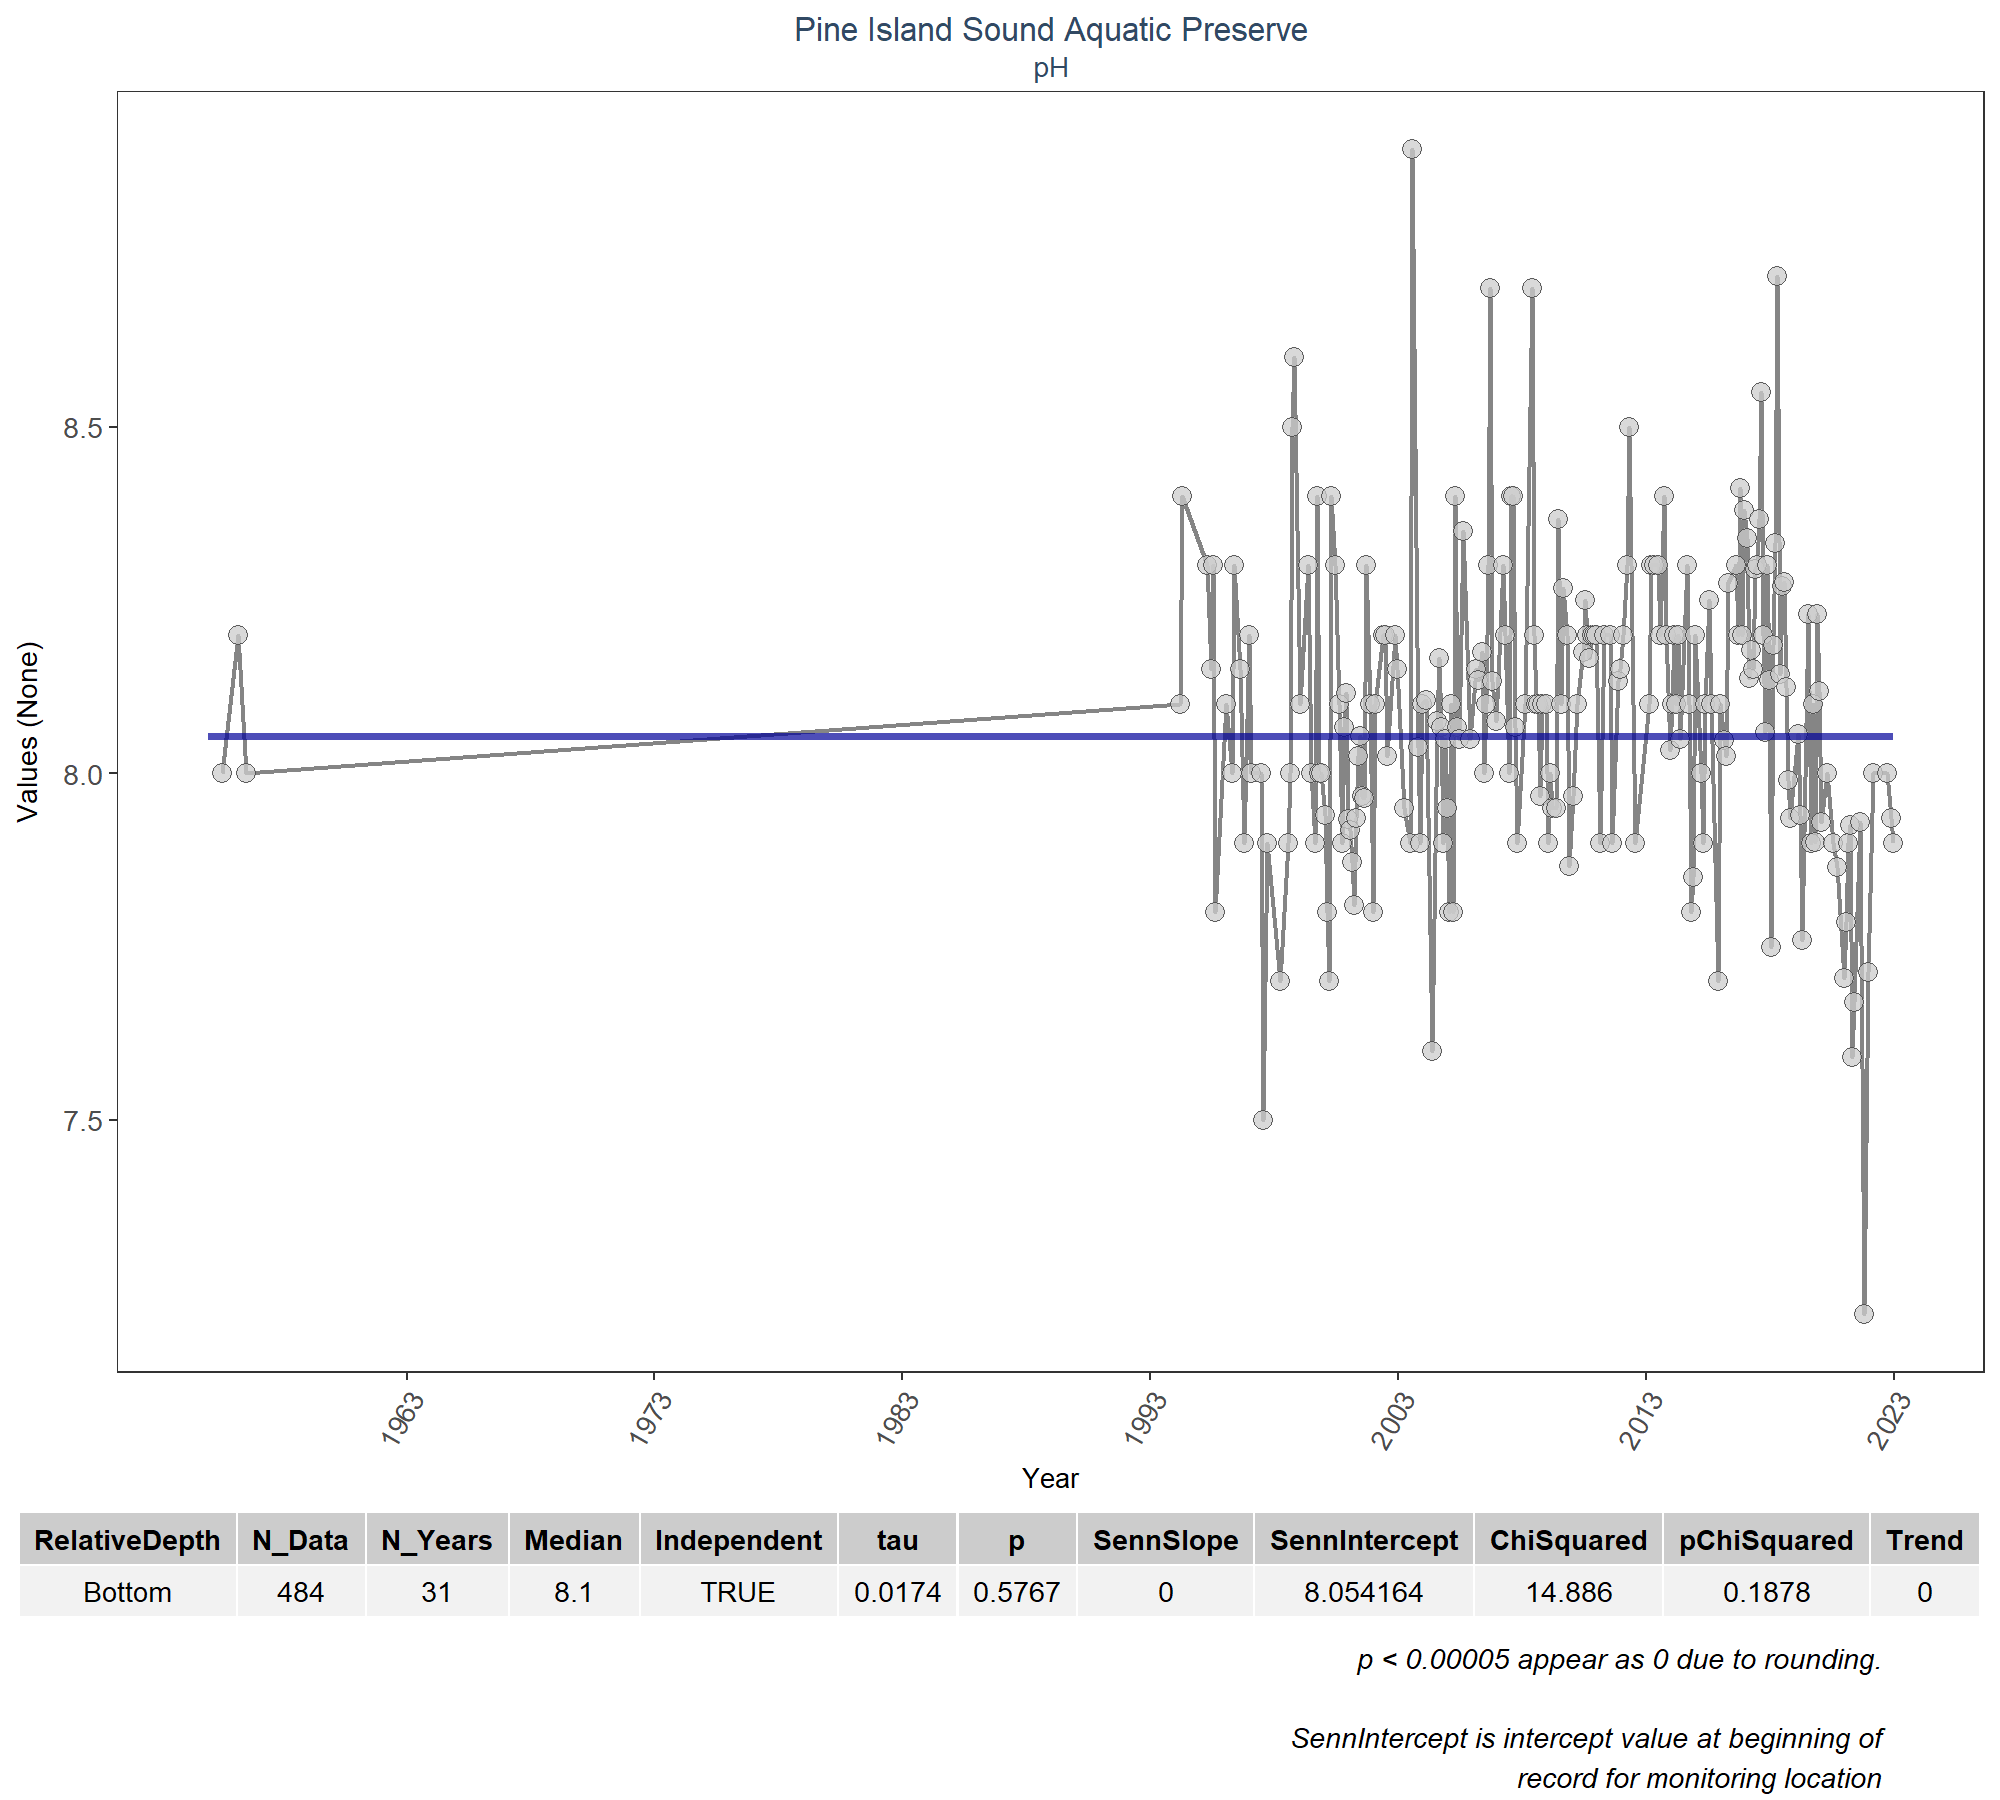 Pine Island Sound Aquatic Preserve
pH
Values (None)
8.5
8.0
7.5
1963
1973
1983
1993
2003
2013
2023
Year
RelativeDepth N_Data N_Years Median Independent tau p SennSlope SennIntercept ChiSquared pChiSquared Trend
Bottom 484 31 8.1 TRUE 0.0174 0.5767 0 8.054164 14.886 0.1878 0
p < 0.00005 appear as 0 due to rounding.
SennIntercept is intercept value at beginning of
record for monitoring location